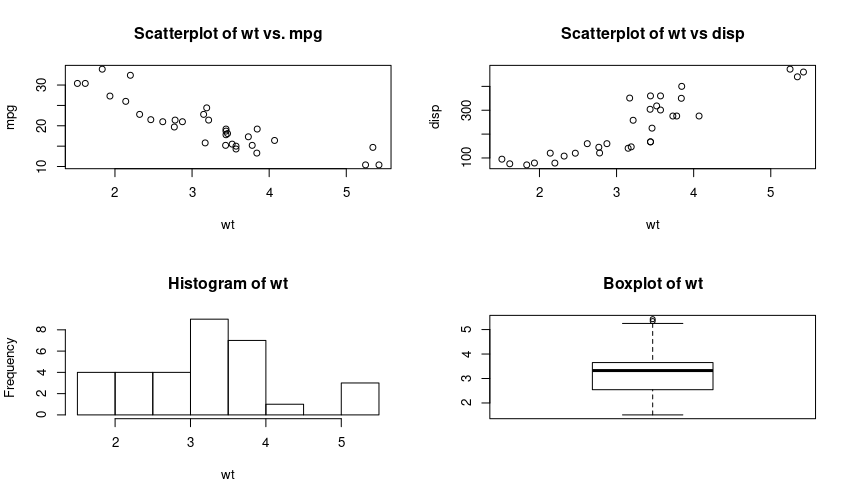 Scatterplot of wt vs. mpg
mpg
10 20 30
2 3 4 5
wt
Scatterplot of wt vs disp
disp
100 300
2 3 4 5
wt
Histogram of wt
Frequency
0 2 4 6 8
2 3 4 5
wt
Boxplot of wt
2 3 4 5